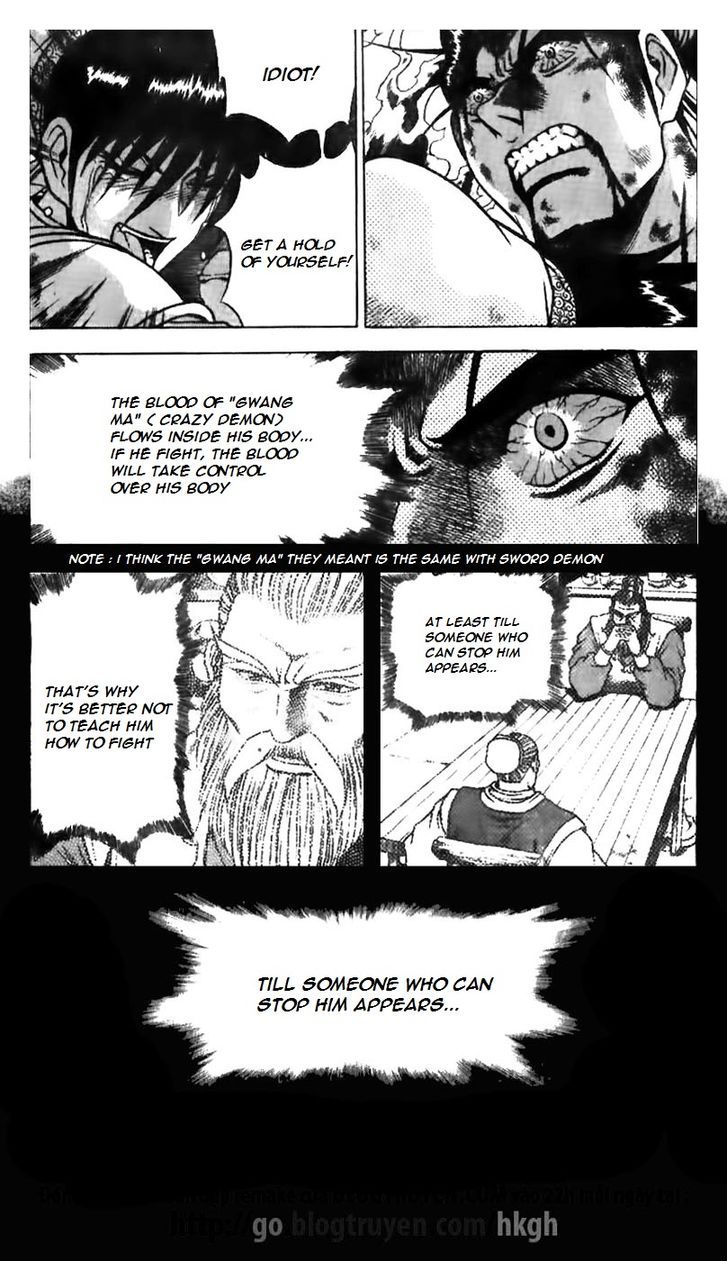 IDIOT!
GET A HOLD
OF YOURSELF!
THE BLOOD OF "GWANG
MA" ( CRAZY DEMON)
FLOWS INSIDE HIS BODY...
IF HE FIGHT, THE BLOOD
WILL TAKE CONTROL
OVER HIS BODY
NOTE : I THINK THE "GWANG MA" THEY MEANT IS THE SAME WITH SWORD DEMON
THAT'S WHY
IT'S BETTER NOT
TO TEACH HIM
HOW TO FIGHT
AT LEAST TILL
SOMEONE WHO
CAN STOP HIM
APPEARS...
TILL SOMEONE WHO CAN
STOP HIM APPEARS...
http:// go blogtruyen com hkgh